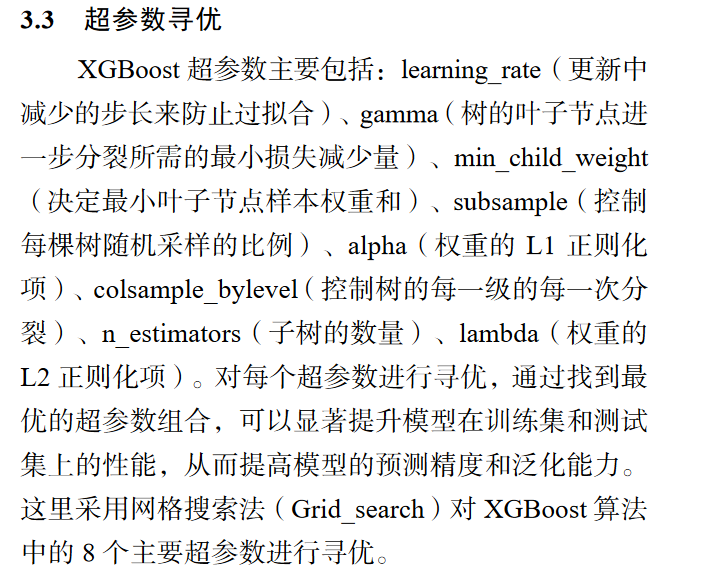 3.3 超参数寻优
XGBoost 超参数主要包括：learning_rate（更新中
减少的步长来防止过拟合）、gamma（树的叶子节点进
一步分裂所需的最小损失减少量）、min_child_weight
（决定最小叶子节点样本权重和）、subsample（控制
每棵树随机采样的比例）、alpha（权重的 L1 正则化
项）、colsample_bylevel（控制树的每一级的每一次分
裂）、n_estimators（子树的数量）、lambda（权重的
L2 正则化项）。对每个超参数进行寻优，通过找到最
优的超参数组合，可以显著提升模型在训练集和测试
集上的性能，从而提高模型的预测精度和泛化能力。
这里采用网格搜索法（Grid_search）对 XGBoost 算法
中的 8 个主要超参数进行寻优。